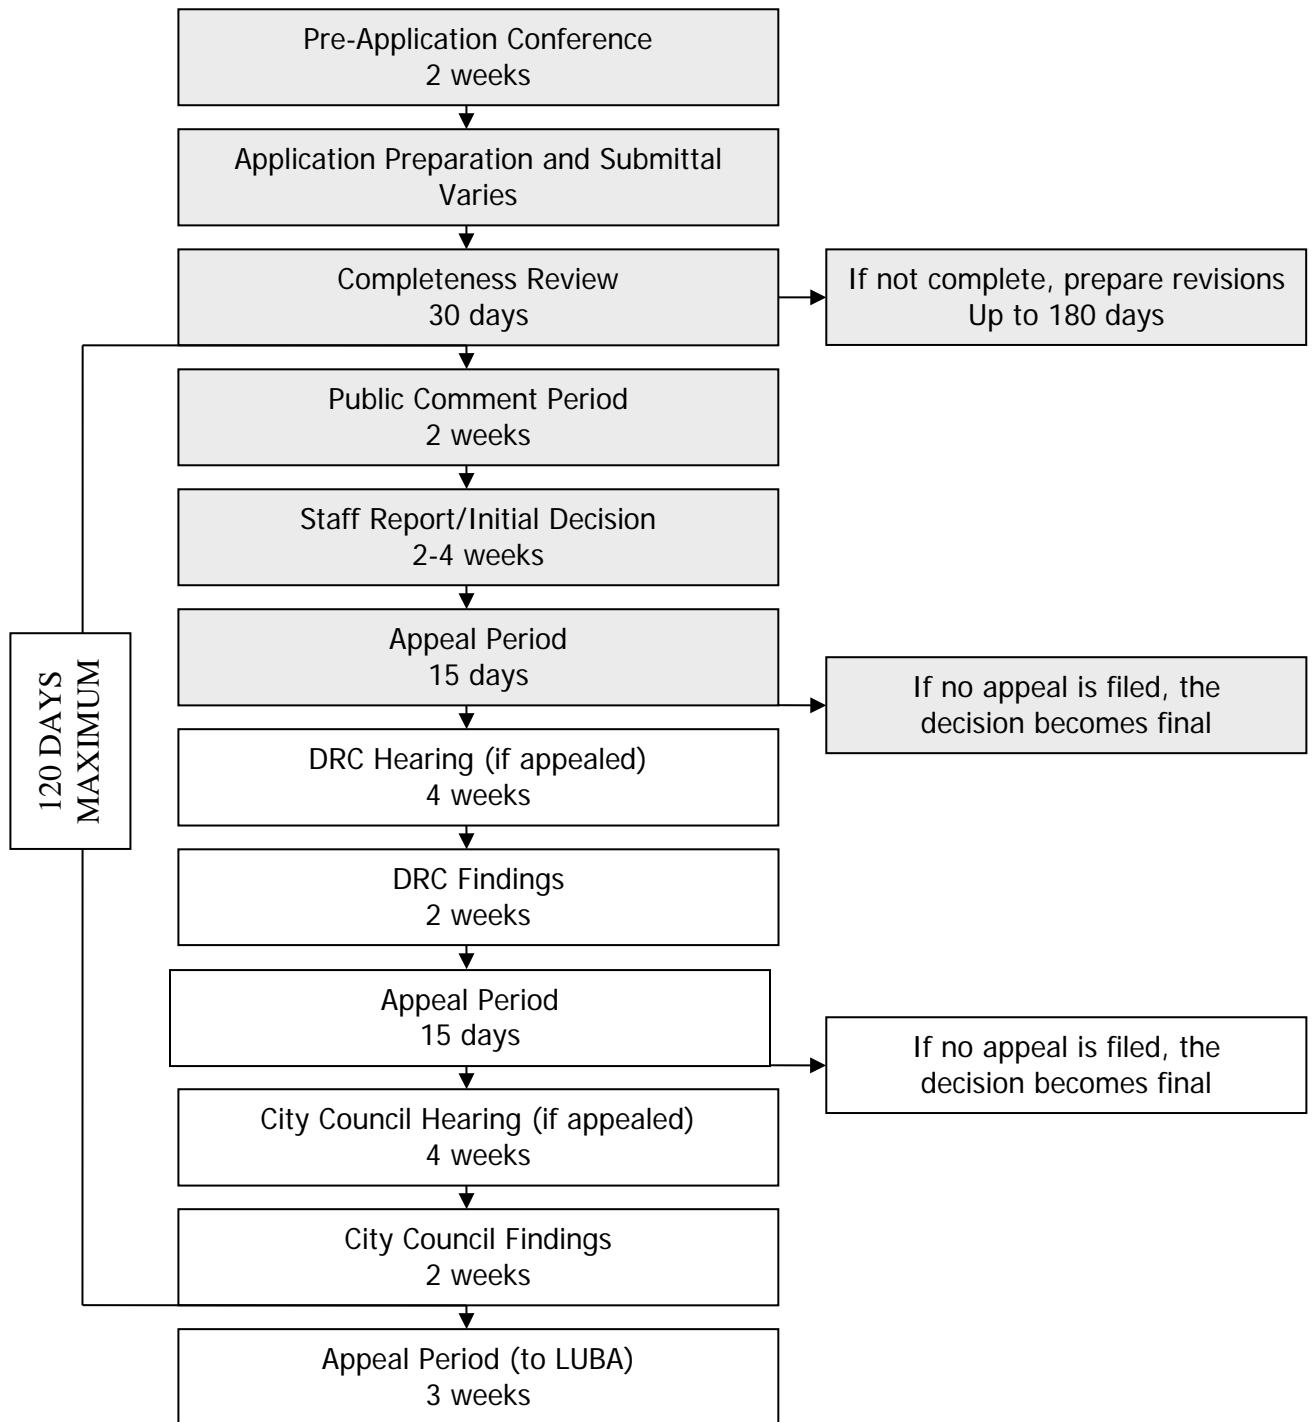 Pre-Application Conference
2 weeks
Application Preparation and Submittal
Varies
Completeness Review
30 days
If not complete, prepare revisions
Up to 180 days
Public Comment Period
2 weeks
Staff Report/Initial Decision
2-4 weeks
Appeal Period
15 days
If no appeal is filed, the
decision becomes final
120 DAYS
MAXIMUM
DRC Hearing (if appealed)
4 weeks
DRC Findings
2 weeks
Appeal Period
15 days
If no appeal is filed, the
decision becomes final
City Council Hearing (if appealed)
4 weeks
City Council Findings
2 weeks
Appeal Period (to LUBA)
3 weeks